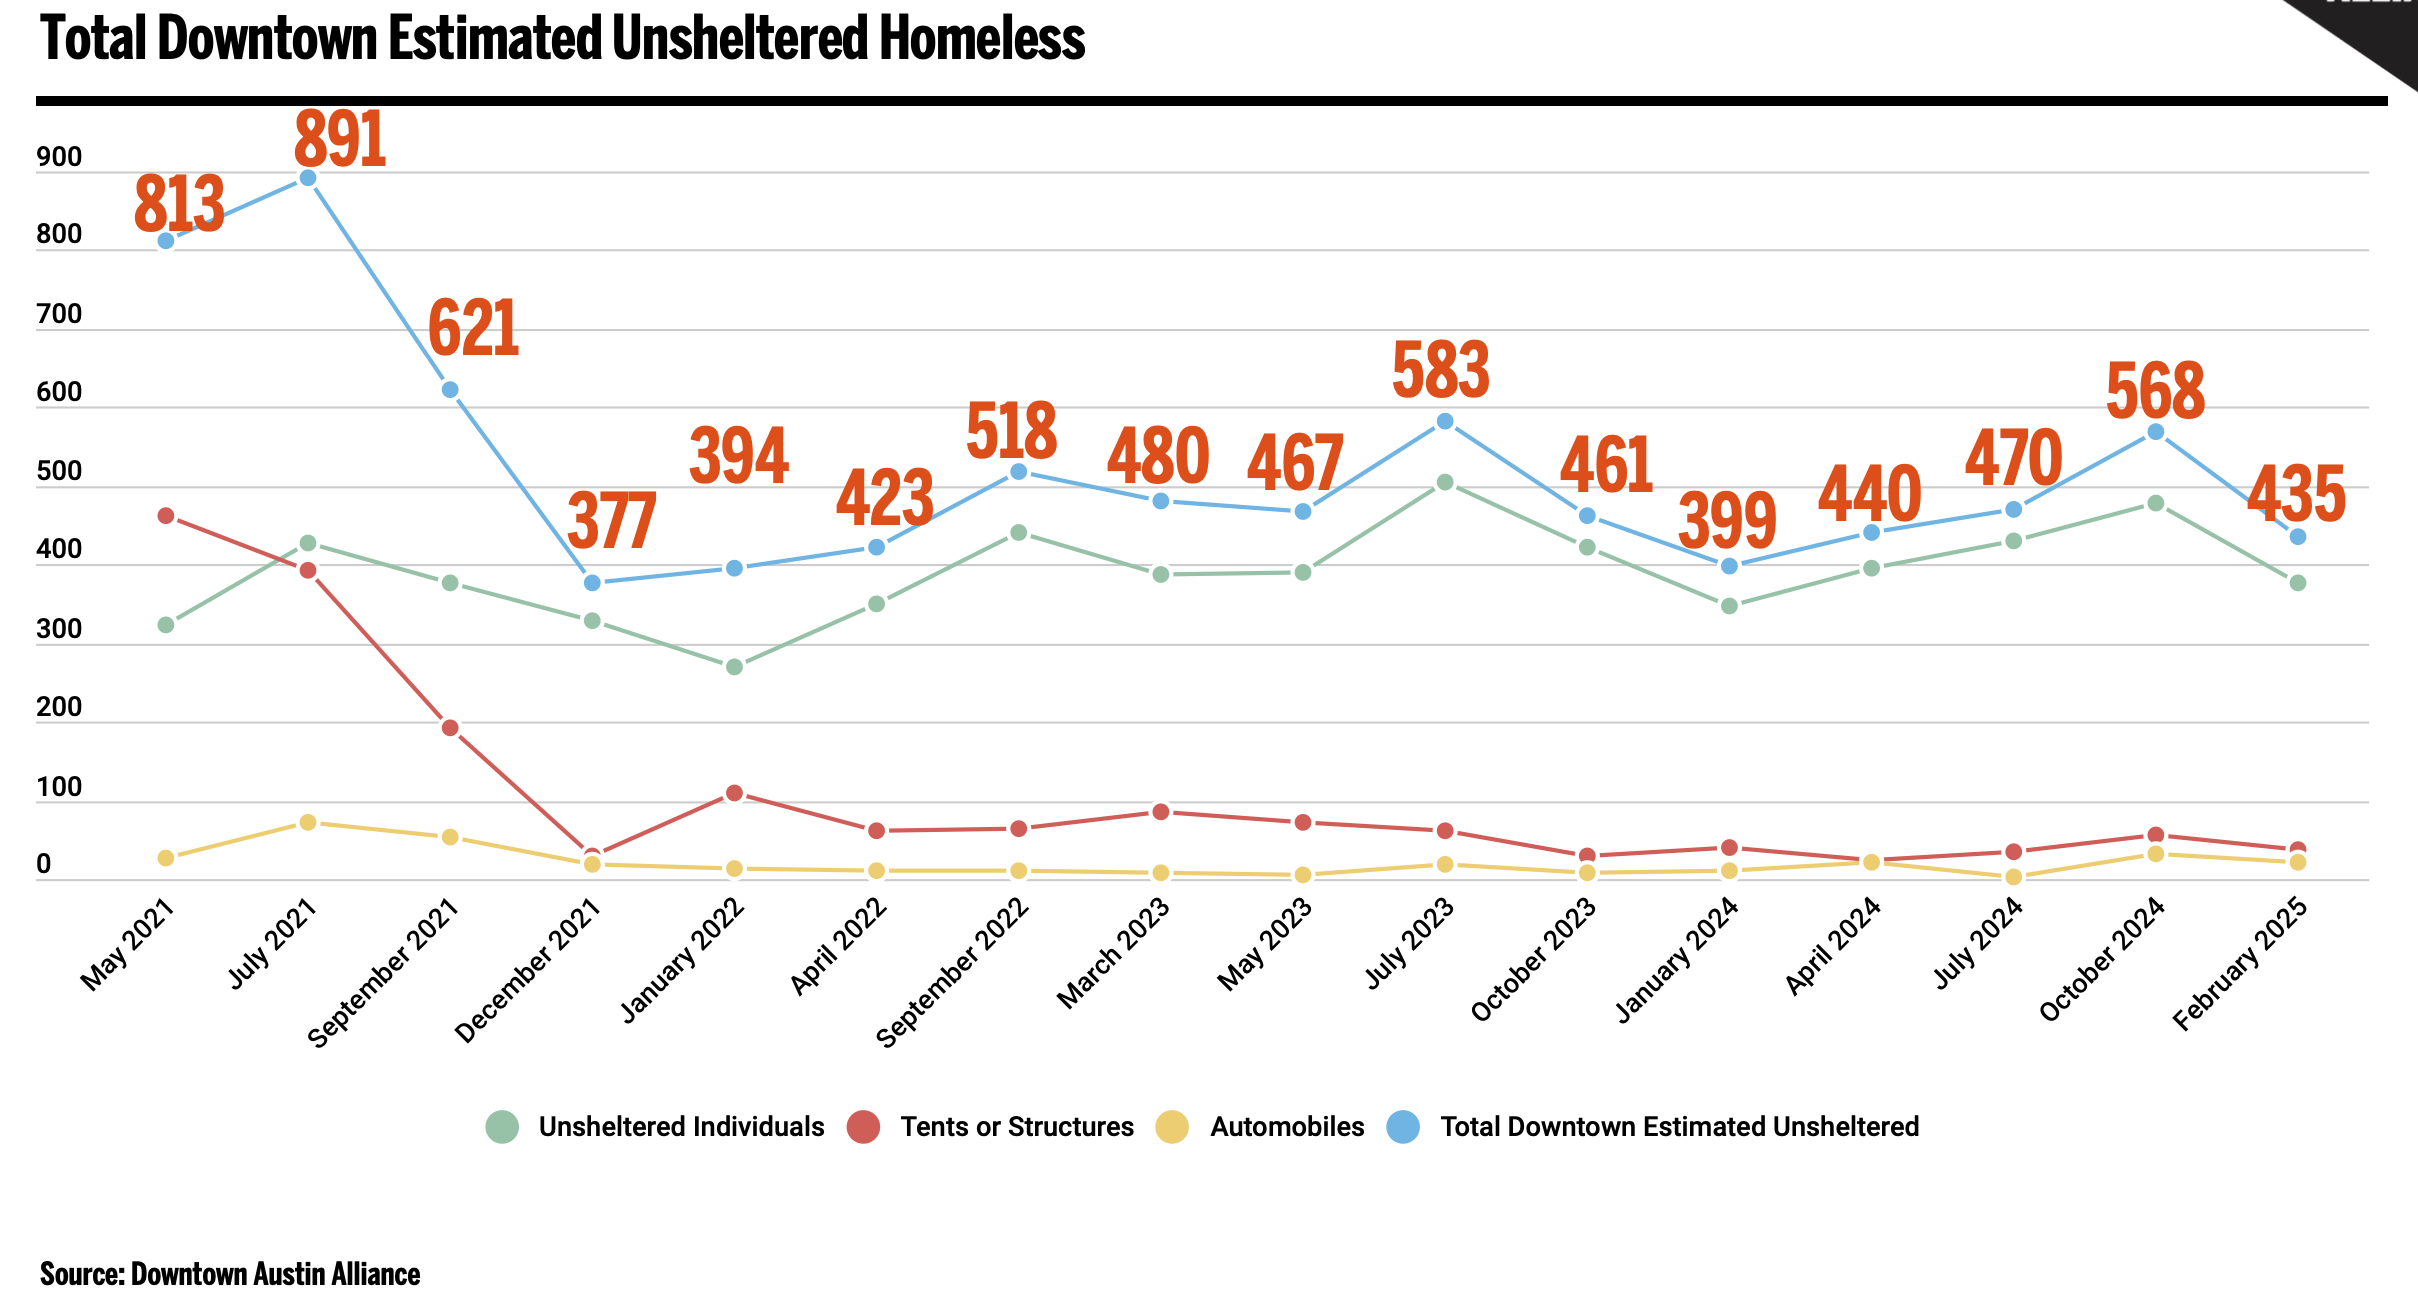 Total Downtown Estimated Unsheltered Homeless
900
800
700
600
500
400
300
200
100
0
813
891
621
377
394
423
518
480
467
583
461
399
440
470
568
435
May 2021
July 2021
September 2021
December 2021
January 2022
April 2022
September 2022
March 2023
May 2023
July 2023
October 2023
January 2024
April 2024
July 2024
October 2024
February 2025
Unsheltered Individuals
Tents or Structures
Automobiles
Total Downtown Estimated Unsheltered
Source: Downtown Austin Alliance